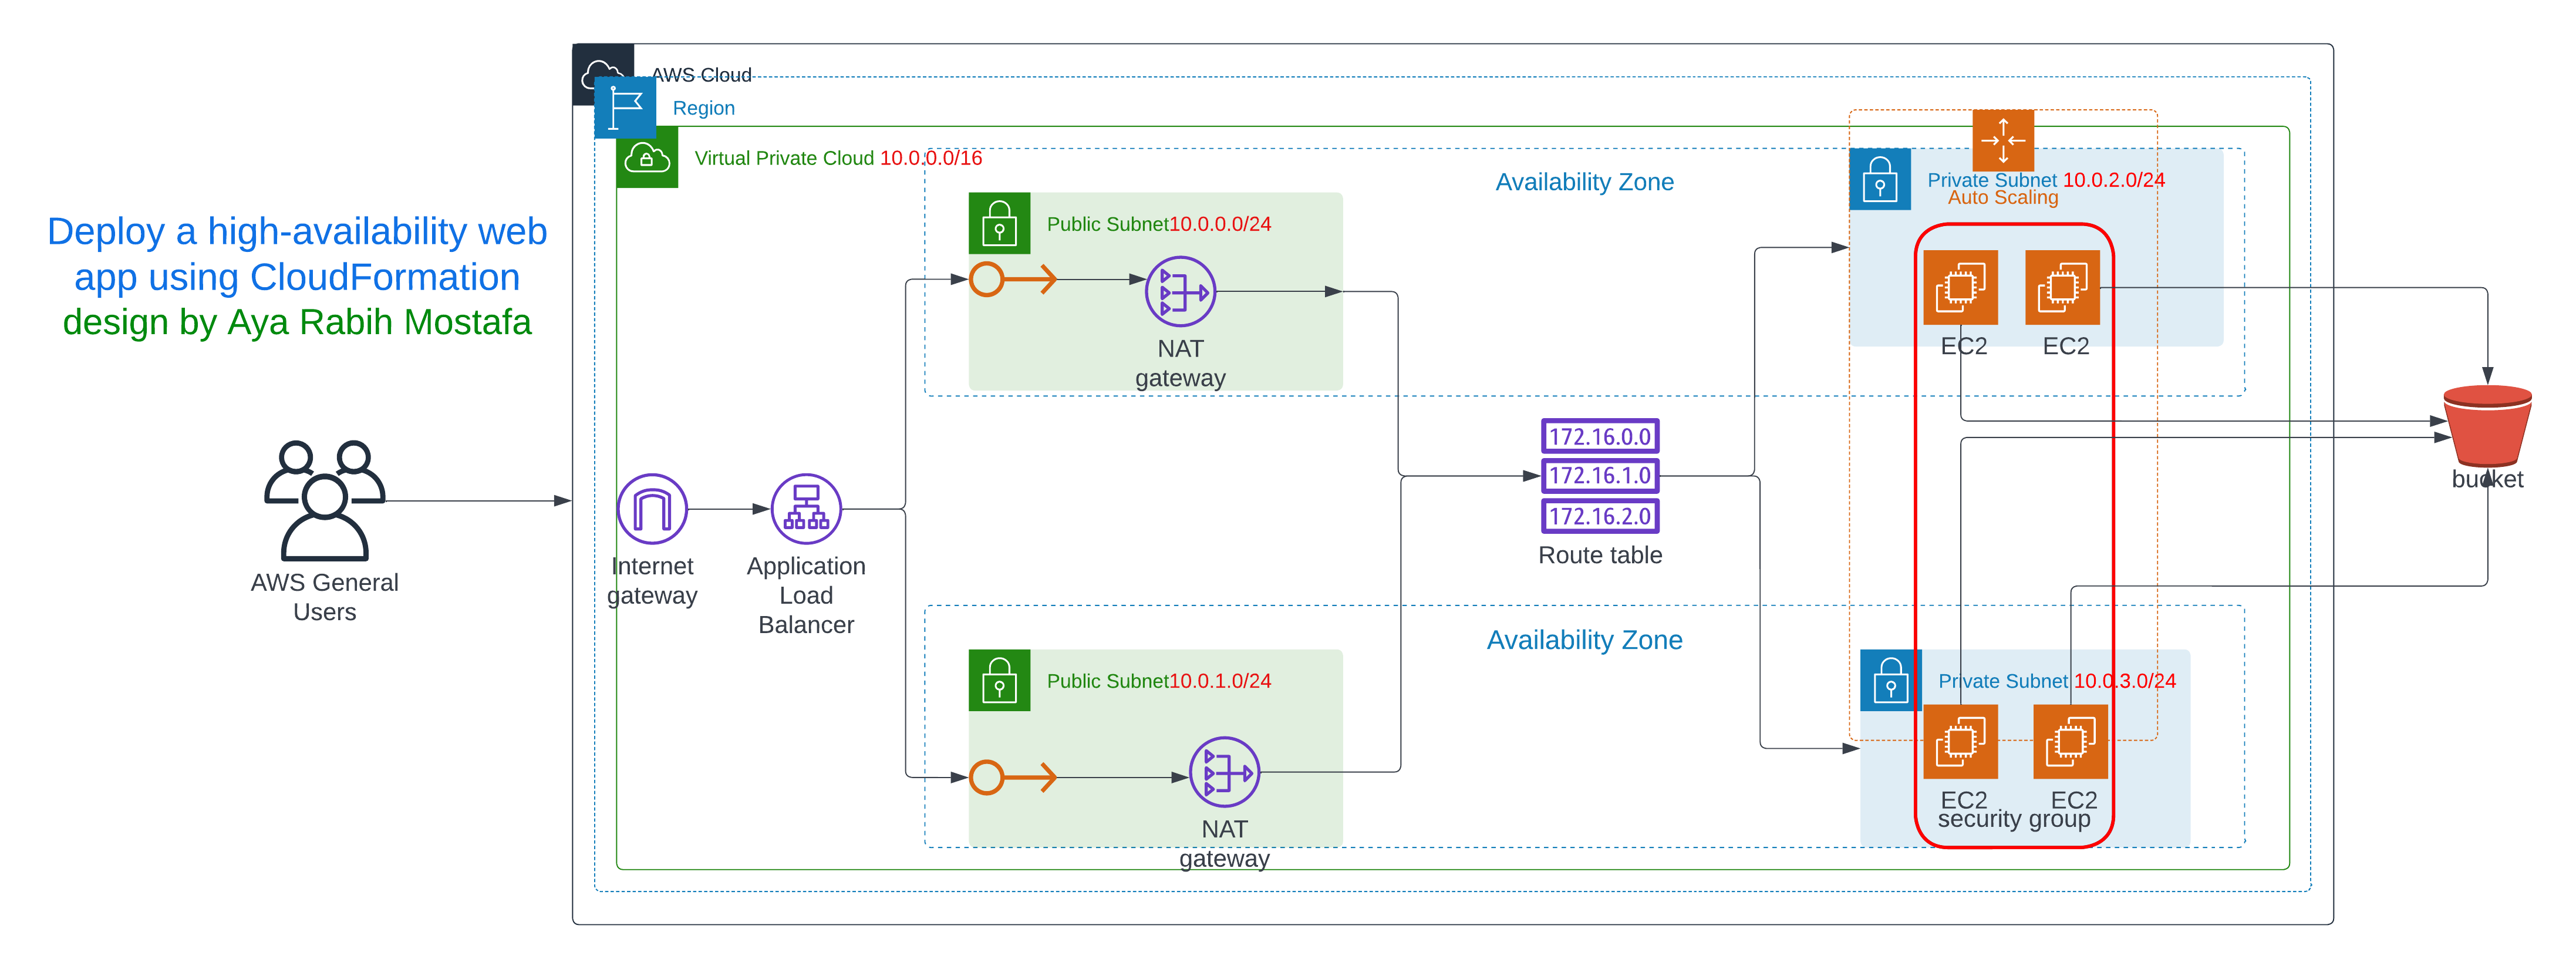 AWS Cloud
Region
Virtual Private Cloud 10.0.0.0/16
Deploy a high-availability web
app using CloudFormation
design by Aya Rabih Mostafa
AWS General
Users
Internet
gateway
Application
Load
Balancer
Availability Zone
Public Subnet10.0.0.0/24
NAT
gateway
Private Subnet 10.0.2.0/24
Auto Scaling
EC2
EC2
172.16.0.0
172.16.1.0
172.16.2.0
Route table
bucket
Availability Zone
Public Subnet10.0.1.0/24
NAT
gateway
Private Subnet 10.0.3.0/24
EC2
EC2
security group